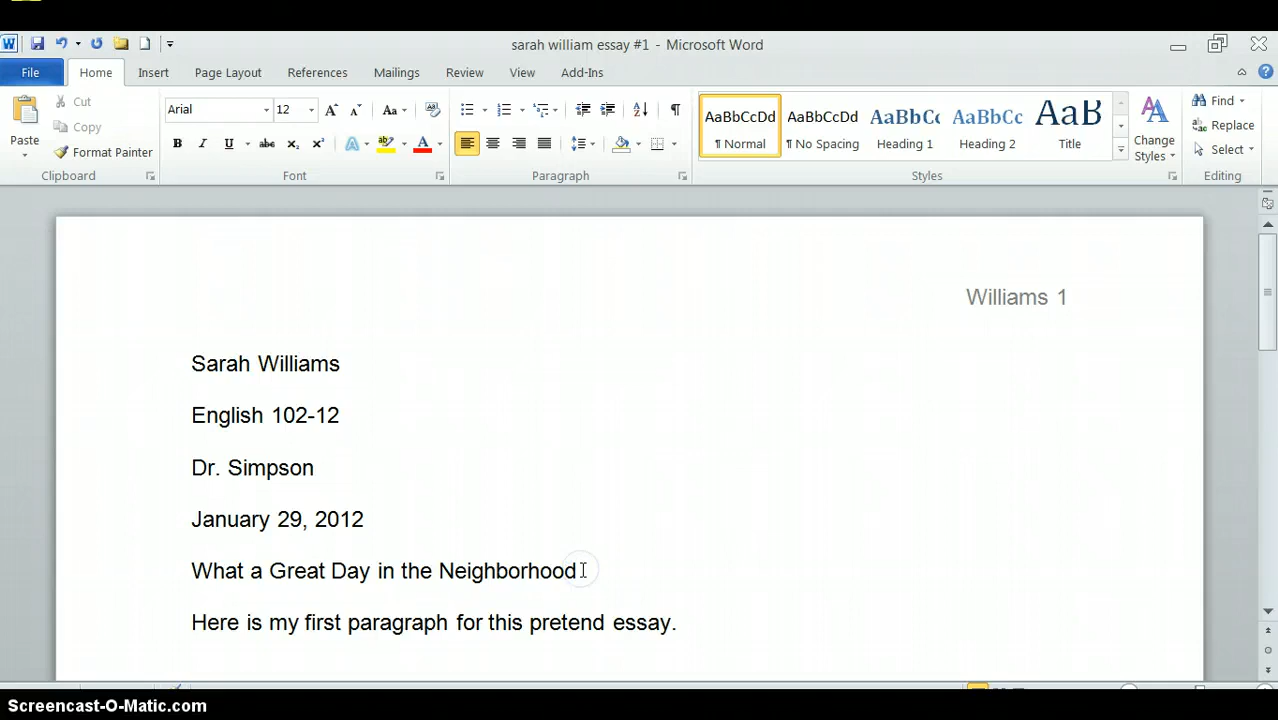 sarah william essay #1 - Microsoft Word
File Home Insert Page Layout References Mailings Review View Add-Ins
Paste
Cut
Copy
Format Painter
Clipboard
Arial 12
Font
Paragraph
AaBbCcDd AaBbCcDd AaBbCc AaBbCc AaB
¶ Normal ¶ No Spacing Heading 1 Heading 2 Title
Change Styles
Styles
Find
Replace
Select
Editing
Williams 1
Sarah Williams
English 102-12
Dr. Simpson
January 29, 2012
What a Great Day in the Neighborhood
Here is my first paragraph for this pretend essay.
Screencast-O-Matic.com